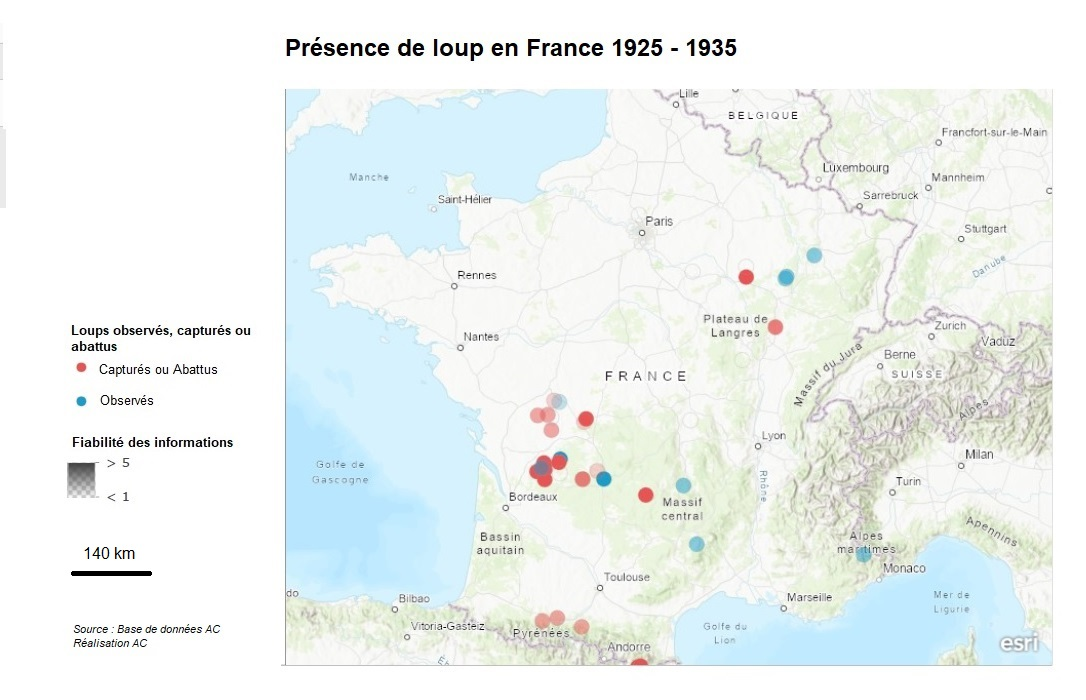 Présence de loup en France 1925 - 1935
Lille
BELGIQUE
Francfort-sur-le-Main
Luxembourg
Manche
Mannheim
Saint-Hélier
Sarrebruck
Paris
Stuttgart
Danube
Rennes
Plateau de
Langres
Zurich
Nantes
Vaduz
Berne
SUISSE
Massif du Jura
FRANCE
Alpes
Lyon
Milan
Golfe de
Gascogne
Rhône
Turin
Bordeaux
Massif
central
Apennins
Bassin
aquitain
Alpes
maritimes
Monaco
Toulouse
do
Bilbao
Marseille
Mer de
Ligurie
Vitoria-Gasteiz
Pyrénées
Golfe du
Lion
Andorre
esri
Loups observés, capturés ou
abattus
Capturés ou Abattus
Observés
Fiabilité des informations
> 5
< 1
140 km
Source : Base de données AC
Réalisation AC